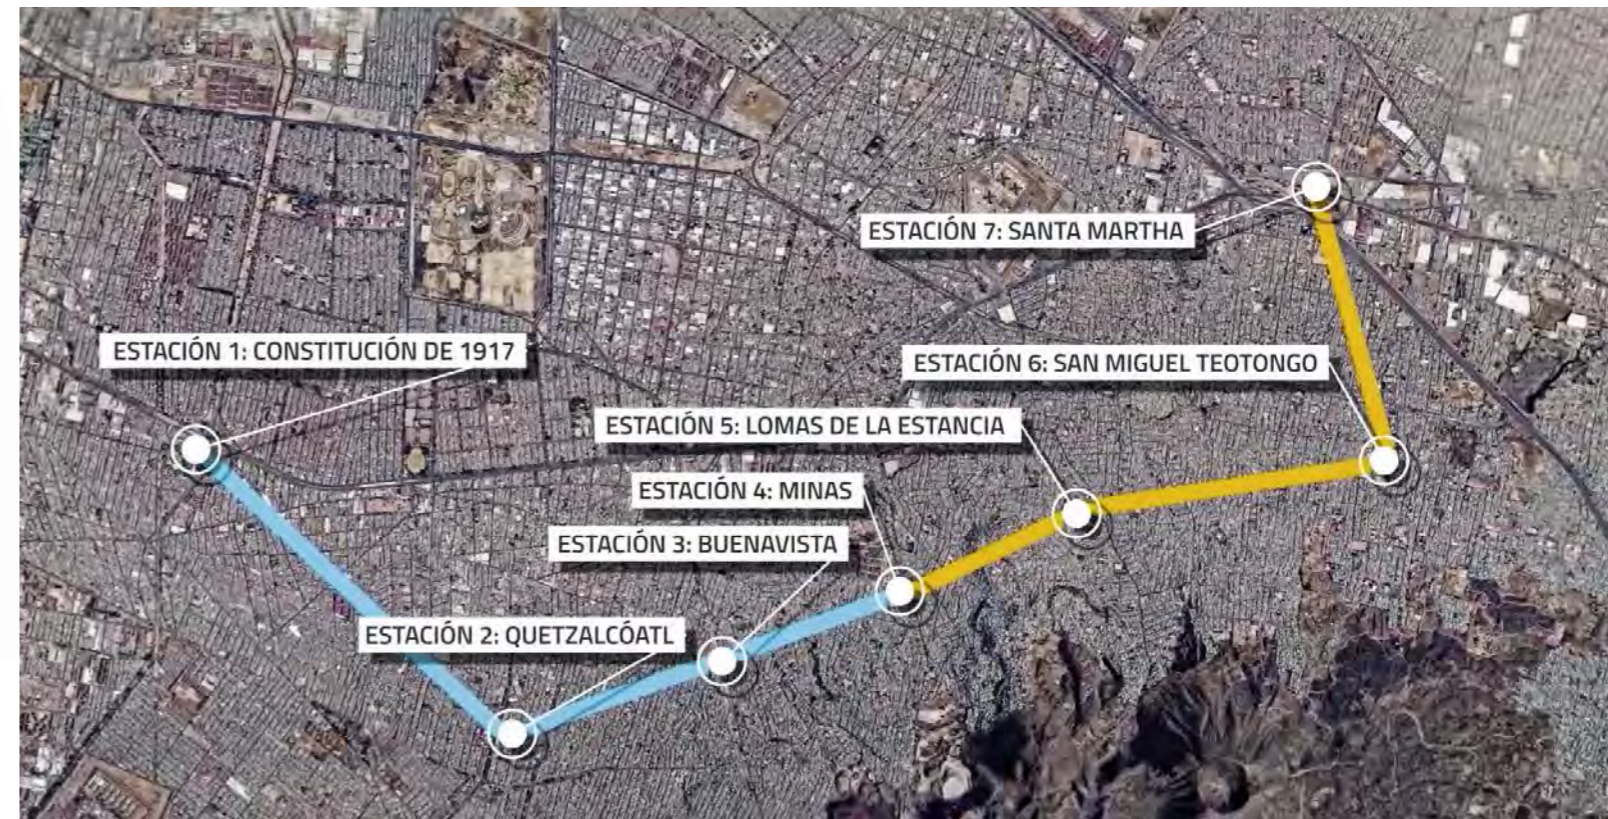 ESTACIÓN 7: SANTA MARTHA
ESTACIÓN 1: CONSTITUCIÓN DE 1917
ESTACIÓN 6: SAN MIGUEL TEOTONGO
ESTACIÓN 5: LOMAS DE LA ESTANCIA
ESTACIÓN 4: MINAS
ESTACIÓN 3: BUENAVISTA
ESTACIÓN 2: QUETZALCÓATL